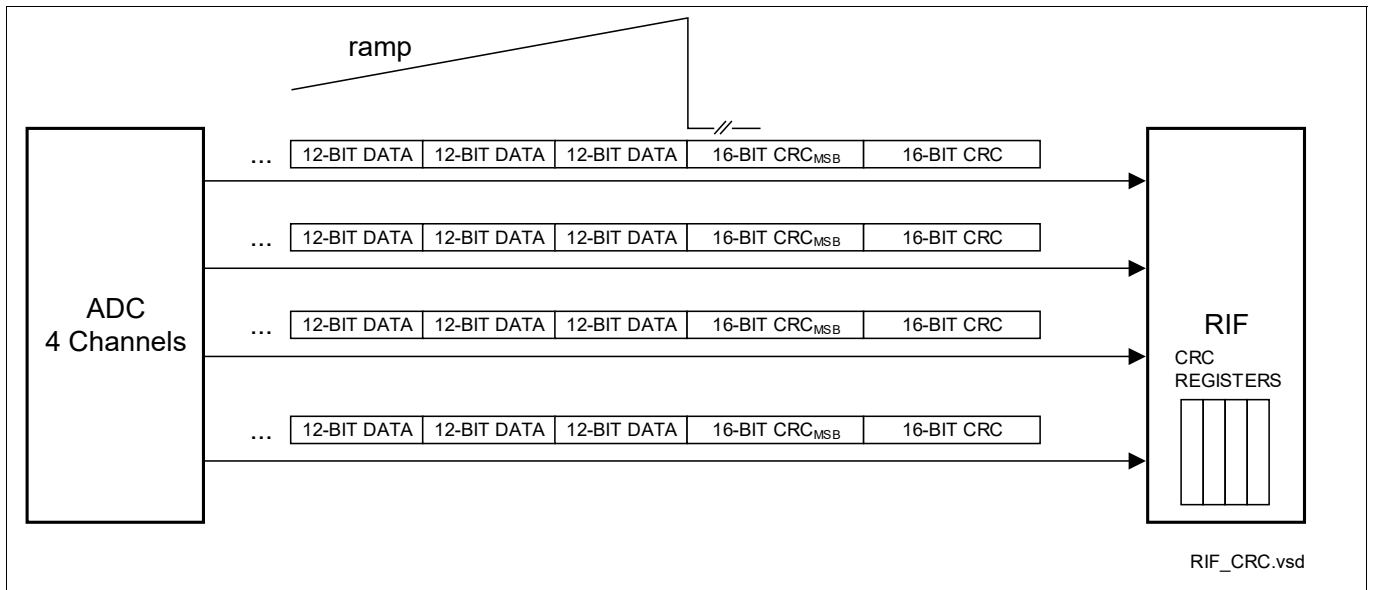 ramp
... 12-BIT DATA 12-BIT DATA 12-BIT DATA 16-BIT CRCMSB 16-BIT CRC
... 12-BIT DATA 12-BIT DATA 12-BIT DATA 16-BIT CRCMSB 16-BIT CRC
ADC
4 Channels
... 12-BIT DATA 12-BIT DATA 12-BIT DATA 16-BIT CRCMSB 16-BIT CRC
RIF
CRC
REGISTERS
... 12-BIT DATA 12-BIT DATA 12-BIT DATA 16-BIT CRCMSB 16-BIT CRC
RIF_CRC.vsd